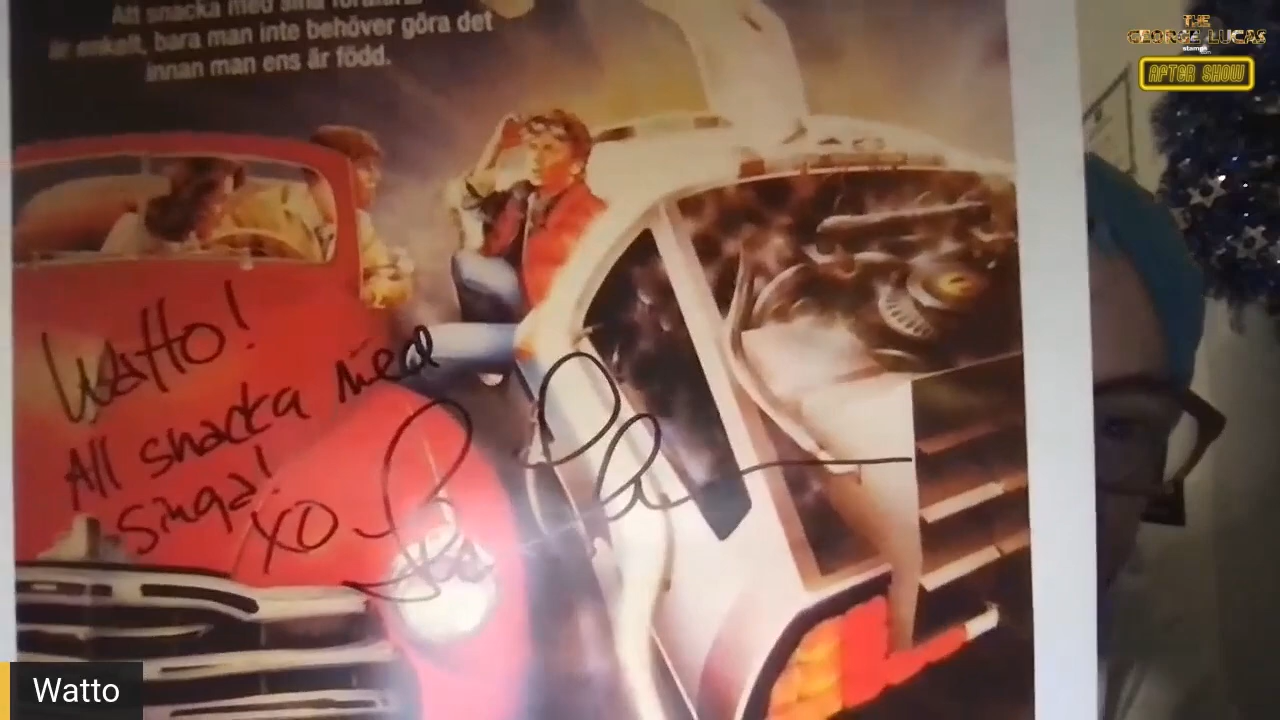 Att snacka med sina föräldrar
är enkelt, bara man inte behöver göra det
innan man ens är född.
THE
GEORGE LUCAS
AFTER SHOW
Watto!
All snacka med
singa!
XO
Watto